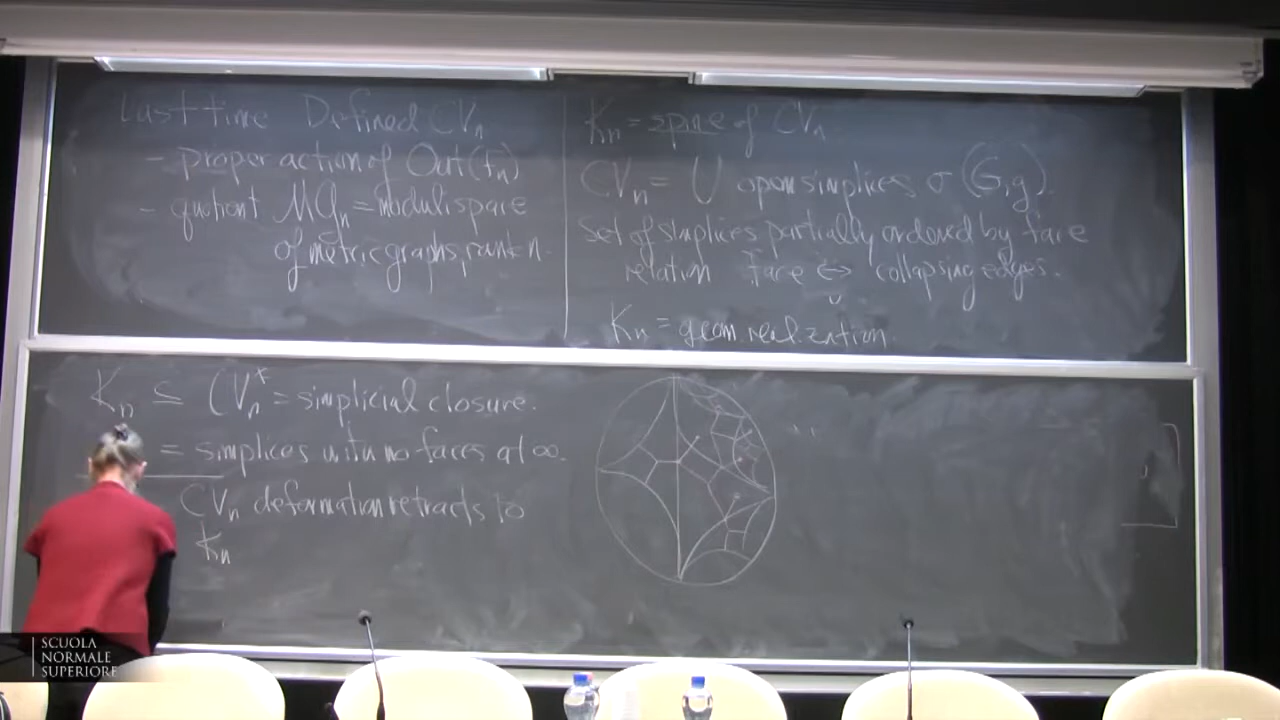 Last time Defined CVn
- proper action of Out(Fn)
- quotient MGn = moduli space
of metric graphs, rank n.
Kn = spine of CVn
CVn = U open simplices σ (G,g)
Set of simplices partially ordered by face
relation face ↔ collapsing edges.
Kn = geom realization.
Kn ⊆ CVn* = simplicial closure.
= simplices with no faces at ∞.
CVn deformation retracts to
Kn
SCUOLA
NORMALE
SUPERIORE